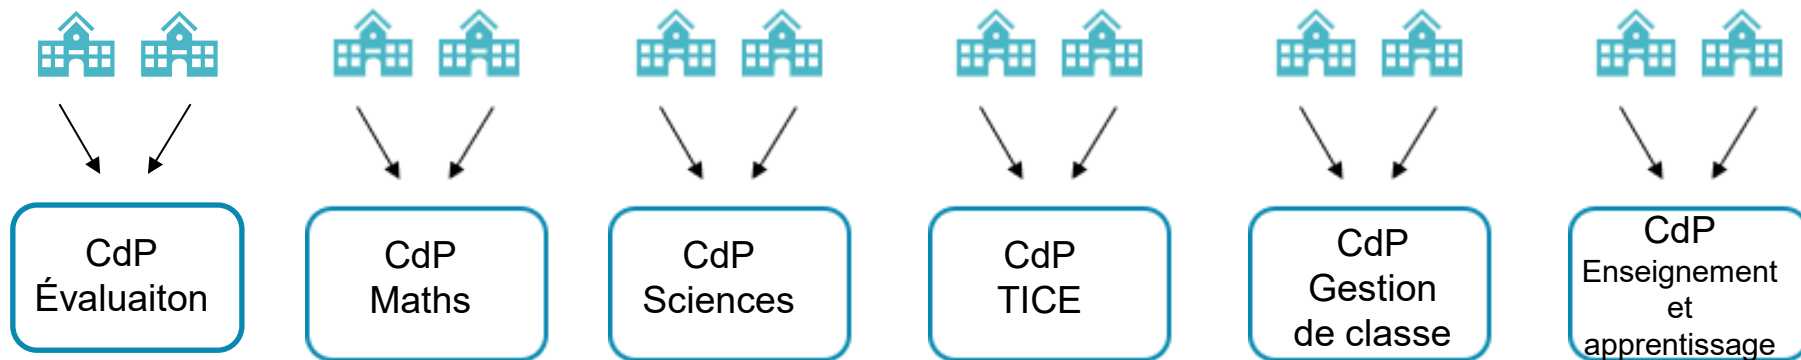 CdP
Évaluaiton
CdP
Maths
CdP
Sciences
CdP
TICE
CdP
Gestion
de classe
CdP
Enseignement
et
apprentissage